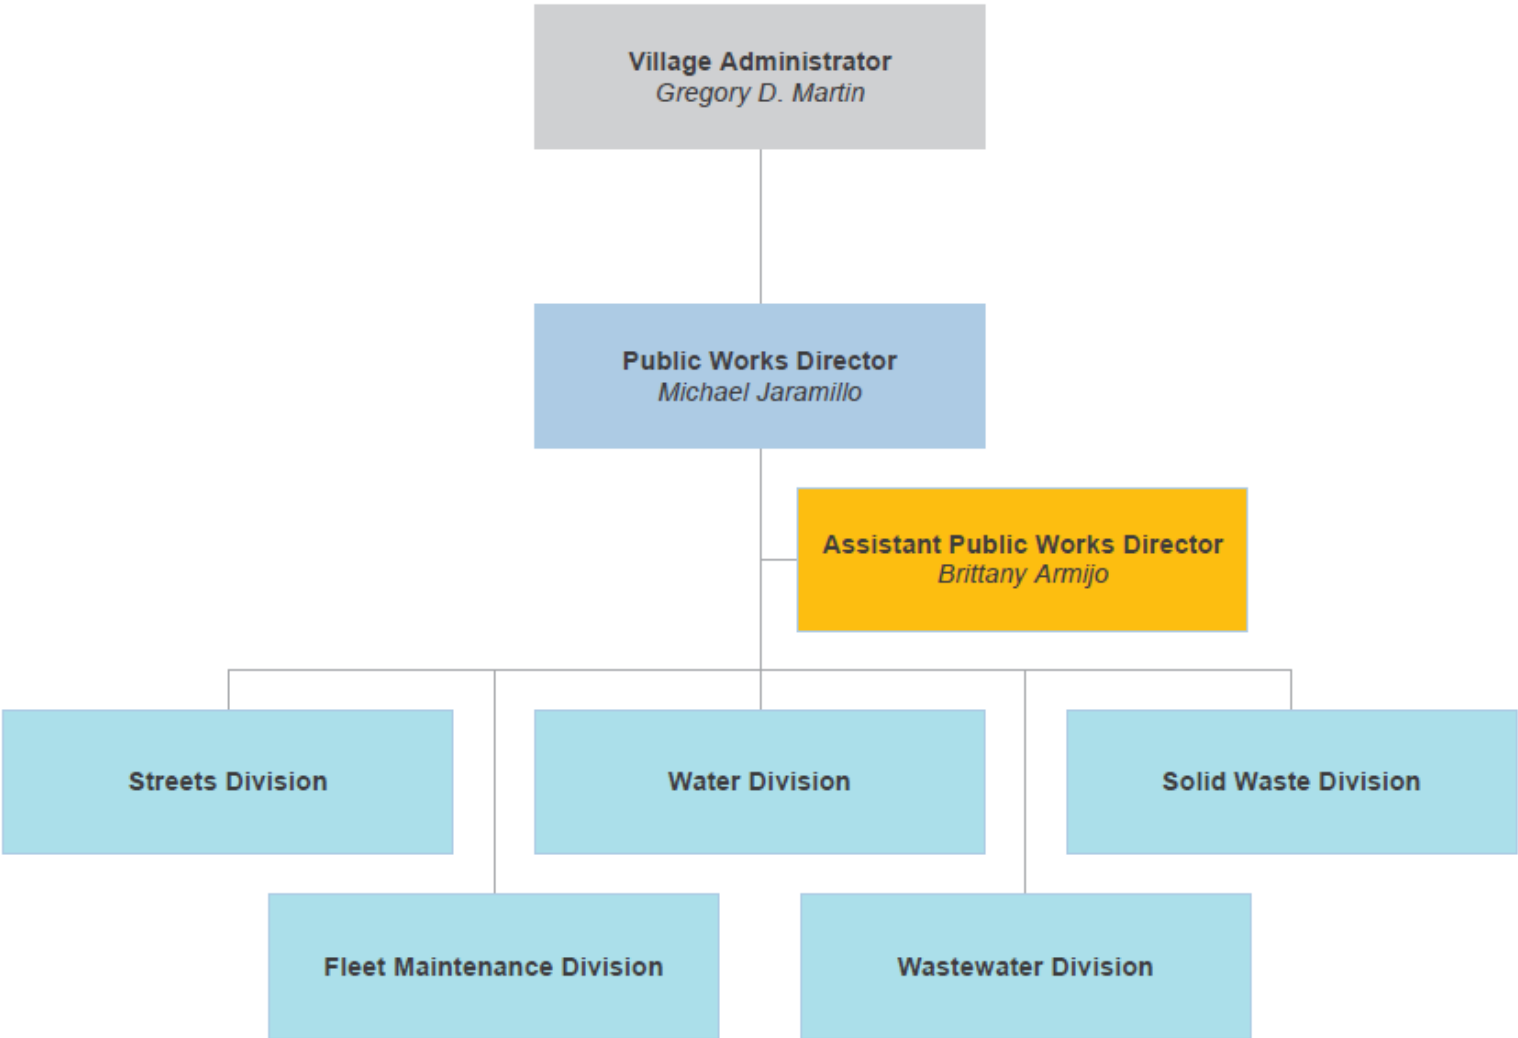 Village Administrator
Gregory D. Martin
Public Works Director
Michael Jaramillo
Assistant Public Works Director
Brittany Armijo
Streets Division
Water Division
Solid Waste Division
Fleet Maintenance Division
Wastewater Division